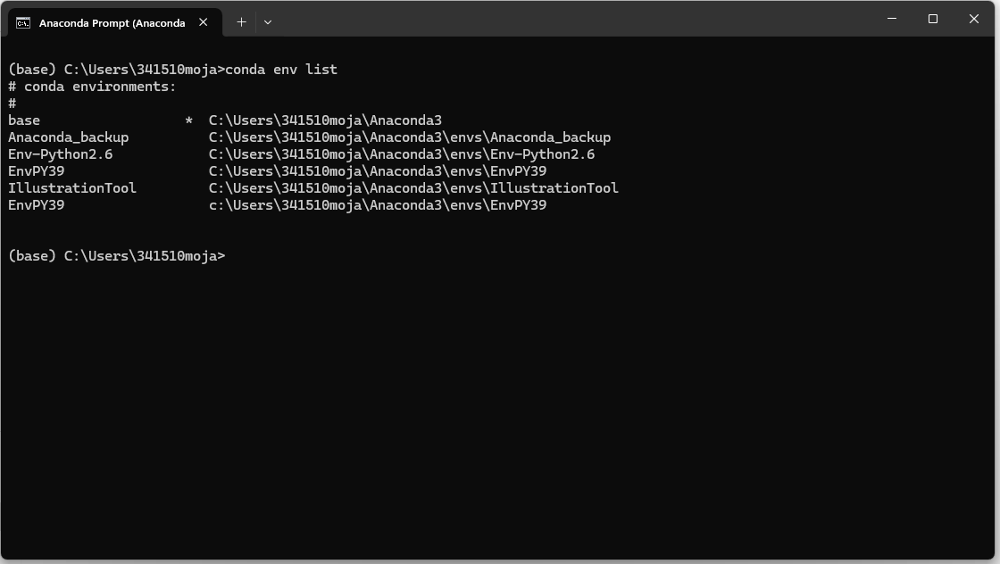 Anaconda Prompt (Anaconda
(base) C:\Users\341510moja>conda env list
# conda environments:
#
base                  *  C:\Users\341510moja\Anaconda3
Anaconda_backup          C:\Users\341510moja\Anaconda3\envs\Anaconda_backup
Env-Python2.6            C:\Users\341510moja\Anaconda3\envs\Env-Python2.6
EnvPY39                  C:\Users\341510moja\Anaconda3\envs\EnvPY39
IllustrationTool         C:\Users\341510moja\Anaconda3\envs\IllustrationTool
EnvPY39                  c:\Users\341510moja\Anaconda3\envs\EnvPY39
(base) C:\Users\341510moja>